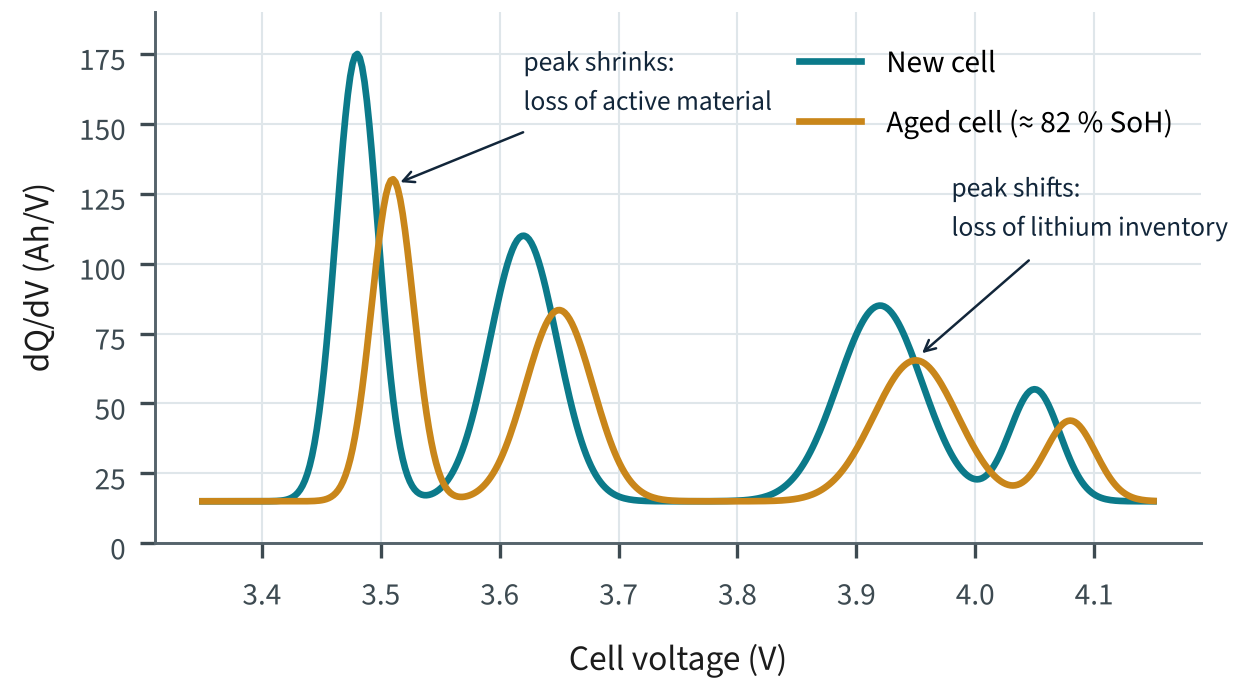 dQ/dV (Ah/V)
175
150
125
100
75
50
25
0
peak shrinks:
loss of active material
New cell
Aged cell (≈ 82 % SoH)
peak shifts:
loss of lithium inventory
3.4
3.5
3.6
3.7
3.8
3.9
4.0
4.1
Cell voltage (V)